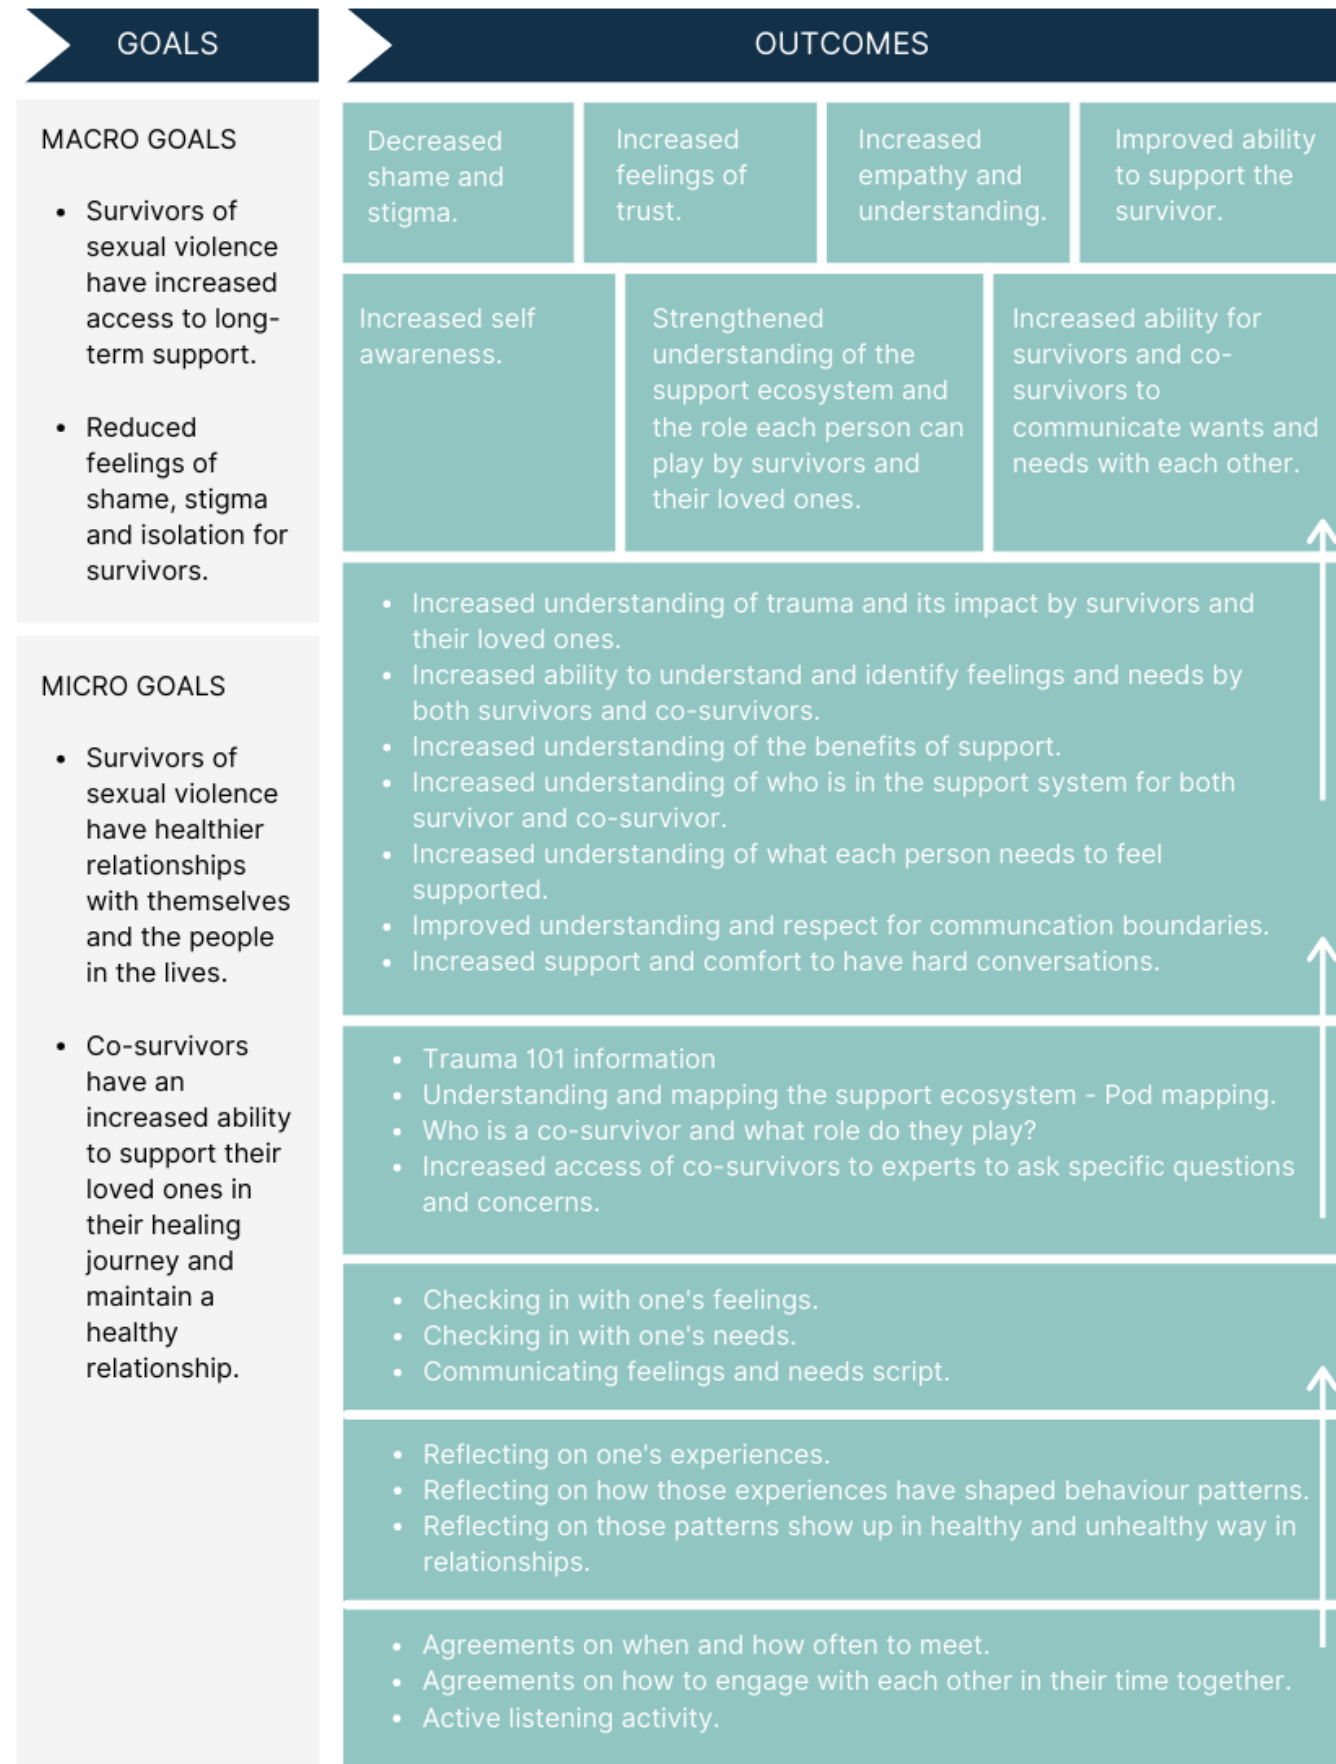 GOALS
OUTCOMES
MACRO GOALS
• Survivors of
sexual violence
have increased
access to long-
term support.
• Reduced
feelings of
shame, stigma
and isolation for
survivors.
MICRO GOALS
• Survivors of
sexual violence
have healthier
relationships
with themselves
and the people
in the lives.
• Co-survivors
have an
increased ability
to support their
loved ones in
their healing
journey and
maintain a
healthy
relationship.
Decreased
shame and
stigma.
Increased
feelings of
trust.
Increased
empathy and
understanding.
Improved ability
to support the
survivor.
Increased self
awareness.
Strengthened
understanding of the
support ecosystem and
the role each person can
play by survivors and
their loved ones.
Increased ability for
survivors and co-
survivors to
communicate wants and
needs with each other.
• Increased understanding of trauma and its impact by survivors and
their loved ones.
• Increased ability to understand and identify feelings and needs by
both survivors and co-survivors.
• Increased understanding of the benefits of support.
• Increased understanding of who is in the support system for both
survivor and co-survivor.
• Increased understanding of what each person needs to feel
supported.
• Improved understanding and respect for communcation boundaries.
• Increased support and comfort to have hard conversations.
• Trauma 101 information
• Understanding and mapping the support ecosystem - Pod mapping.
• Who is a co-survivor and what role do they play?
• Increased access of co-survivors to experts to ask specific questions
and concerns.
• Checking in with one's feelings.
• Checking in with one's needs.
• Communicating feelings and needs script.
• Reflecting on one's experiences.
• Reflecting on how those experiences have shaped behaviour patterns.
• Reflecting on those patterns show up in healthy and unhealthy way in
relationships.
• Agreements on when and how often to meet.
• Agreements on how to engage with each other in their time together.
• Active listening activity.